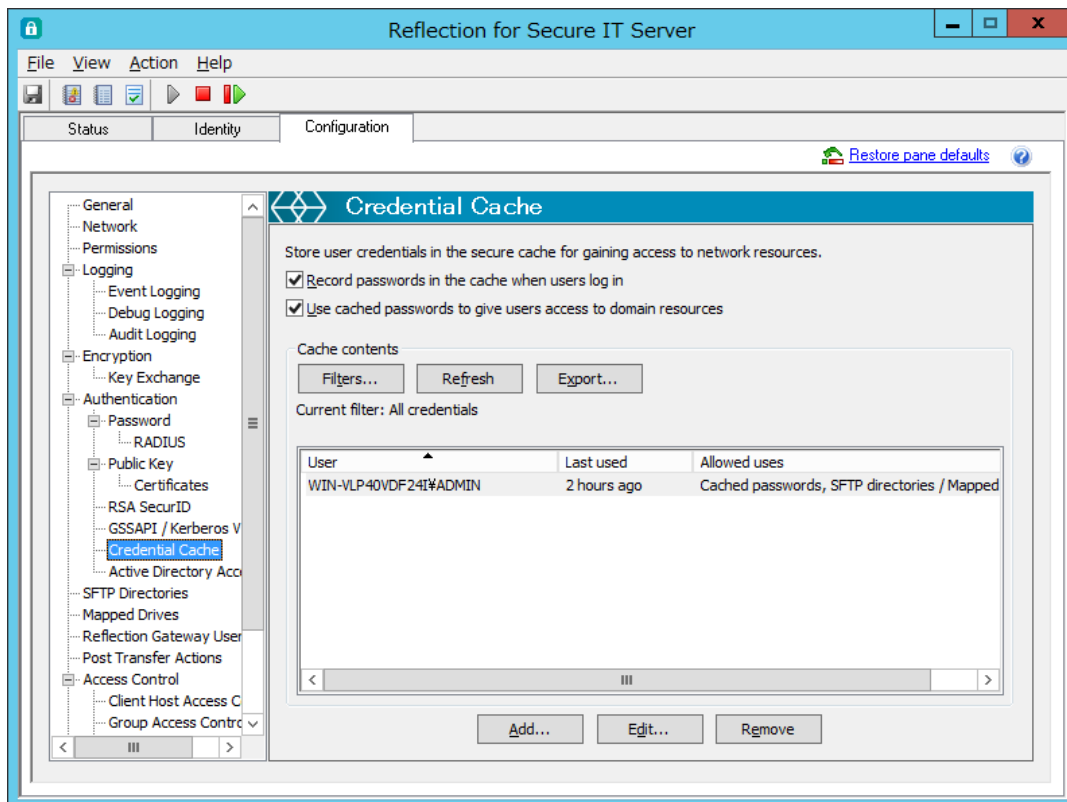 Reflection for Secure IT Server
File View Action Help
Status Identity Configuration
Restore pane defaults
General
Network
Permissions
Logging
Event Logging
Debug Logging
Audit Logging
Encryption
Key Exchange
Authentication
Password
RADIUS
Public Key
Certificates
RSA SecurID
GSSAPI / Kerberos V
Credential Cache
Active Directory Acce
SFTP Directories
Mapped Drives
Reflection Gateway User
Post Transfer Actions
Access Control
Client Host Access C
Group Access Contro
Credential Cache
Store user credentials in the secure cache for gaining access to network resources.
Record passwords in the cache when users log in
Use cached passwords to give users access to domain resources
Cache contents
Filters... Refresh Export...
Current filter: All credentials
User Last used Allowed uses
WIN-VLP40VDF24I¥ADMIN 2 hours ago Cached passwords, SFTP directories / Mapped
Add... Edit... Remove